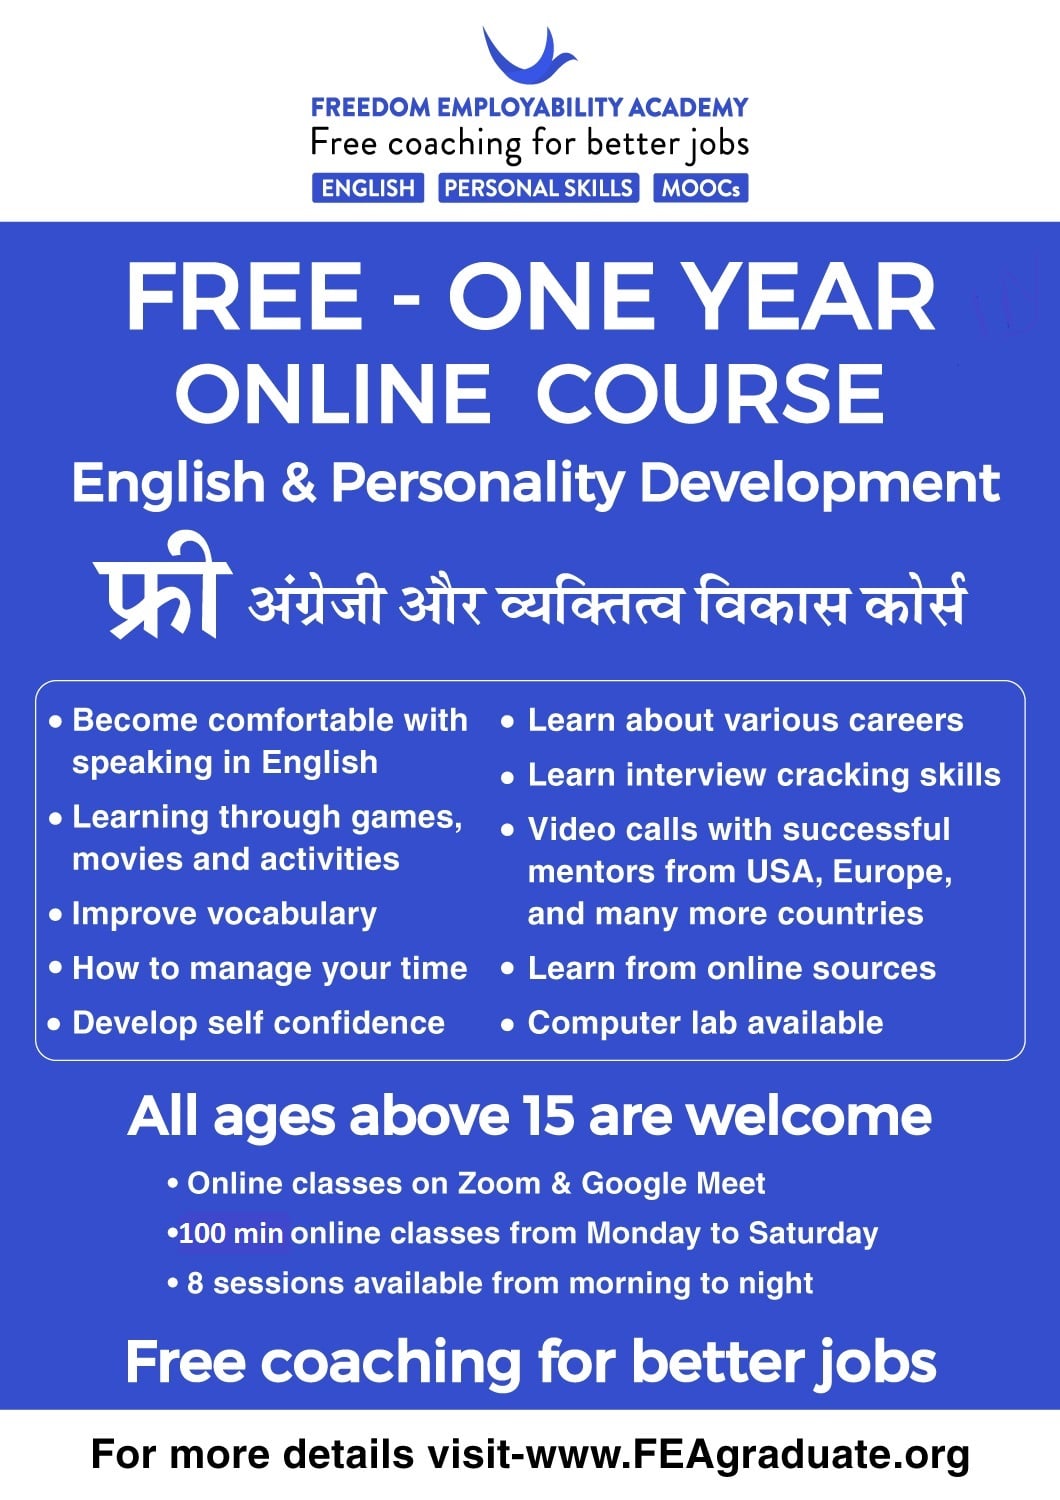 FREEDOM EMPLOYABILITY ACADEMY
Free coaching for better jobs
ENGLISH PERSONAL SKILLS MOOCs
FREE - ONE YEAR
ONLINE COURSE
English & Personality Development
फ्री अंग्रेजी और व्यक्तित्व विकास कोर्स
• Become comfortable with
speaking in English
• Learning through games,
movies and activities
• Improve vocabulary
• How to manage your time
• Develop self confidence
• Learn about various careers
• Learn interview cracking skills
• Video calls with successful
mentors from USA, Europe,
and many more countries
• Learn from online sources
• Computer lab available
All ages above 15 are welcome
• Online classes on Zoom & Google Meet
•100 min online classes from Monday to Saturday
• 8 sessions available from morning to night
Free coaching for better jobs
For more details visit-www.FEAgraduate.org